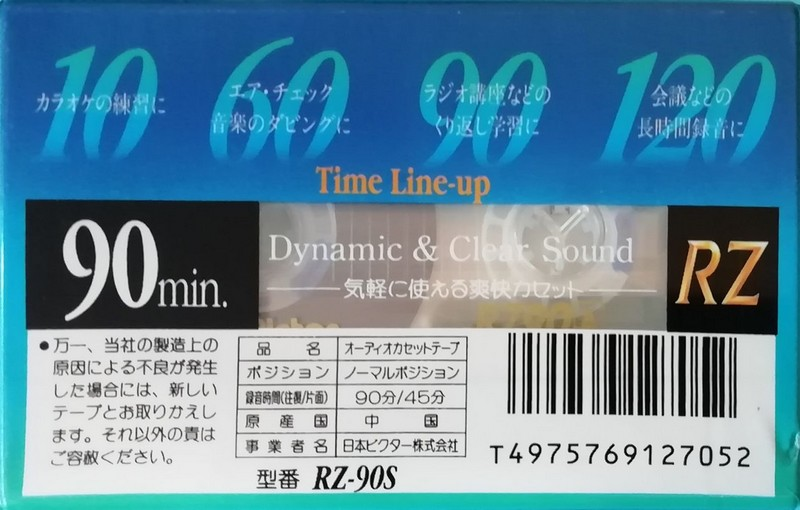 10 60 90 120
カラオケの練習に
エア・チェック
音楽のダビングに
ラジオ講座などの
くり返し学習に
会議などの
長時間録音に
Time Line-up
90min.
Dynamic & Clear Sound
気軽に使える爽快カセット
RZ
●万一、当社の製造上の
原因による不良が発生
した場合には、新しい
テープとお取りかえし
ます。それ以外の責は
ご容赦ください。
品名 オーディオカセットテープ
ポジション ノーマルポジション
録音時間(往復/片面) 90分/45分
原産国 中国
事業者名 日本ビクター株式会社
型番 RZ-90S
T4975769127052